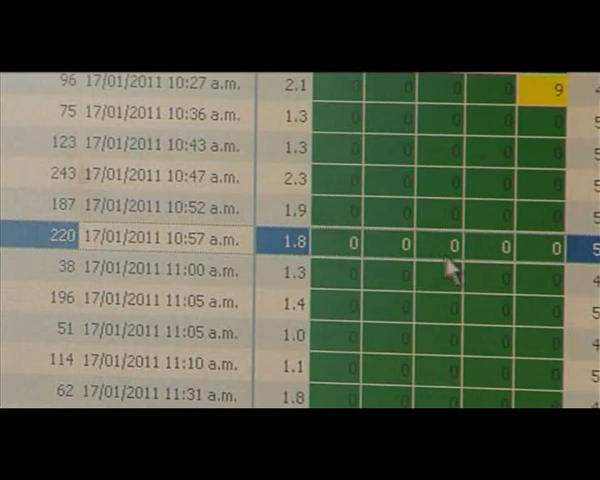 96 17/01/2011 10:27 a.m. 2.1 0 0 0 0 9
75 17/01/2011 10:36 a.m. 1.3 0 0 0 0 0
123 17/01/2011 10:43 a.m. 1.3 0 0 0 0 0
243 17/01/2011 10:47 a.m. 2.3 0 0 0 0 0
187 17/01/2011 10:52 a.m. 1.9 0 0 0 0 0
220 17/01/2011 10:57 a.m. 1.8 0 0 0 0 0 5
38 17/01/2011 11:00 a.m. 1.3 0 0 0 0 0
196 17/01/2011 11:05 a.m. 1.4 0 0 0 0 0
51 17/01/2011 11:05 a.m. 1.0 0 0 0 0 0
114 17/01/2011 11:10 a.m. 1.1 0 0 0 0 0
62 17/01/2011 11:31 a.m. 1.8 0 0 0 0 0